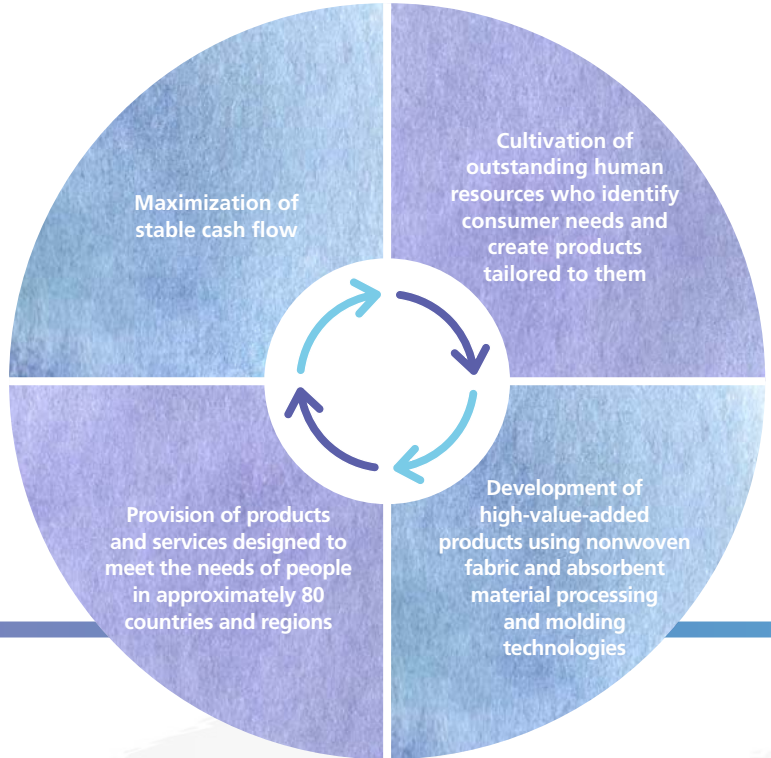 Maximization of
stable cash flow
Cultivation of
outstanding human
resources who identify
consumer needs and
create products
tailored to them
Development of
high-value-added
products using nonwoven
fabric and absorbent
material processing
and molding
technologies
Provision of products
and services designed to
meet the needs of people
in approximately 80
countries and regions